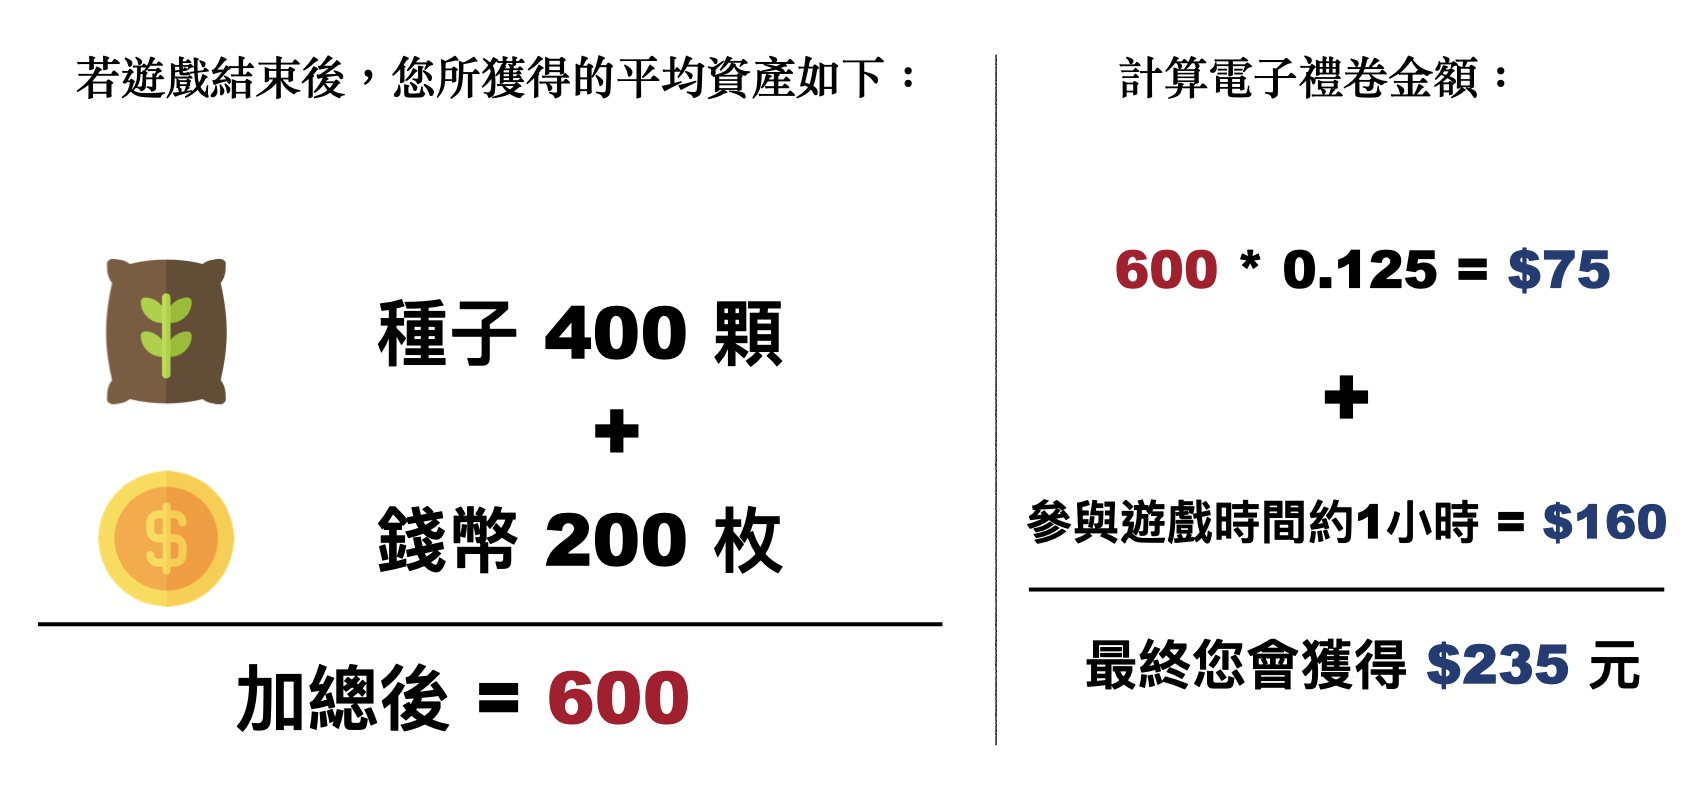 若遊戲結束後，您所獲得的平均資產如下：
種子 400 顆
+
$
錢幣 200 枚
加總後 = 600
計算電子禮卷金額：
600 * 0.125 = $75
+
參與遊戲時間約1小時 = $160
最終您會獲得 $235 元